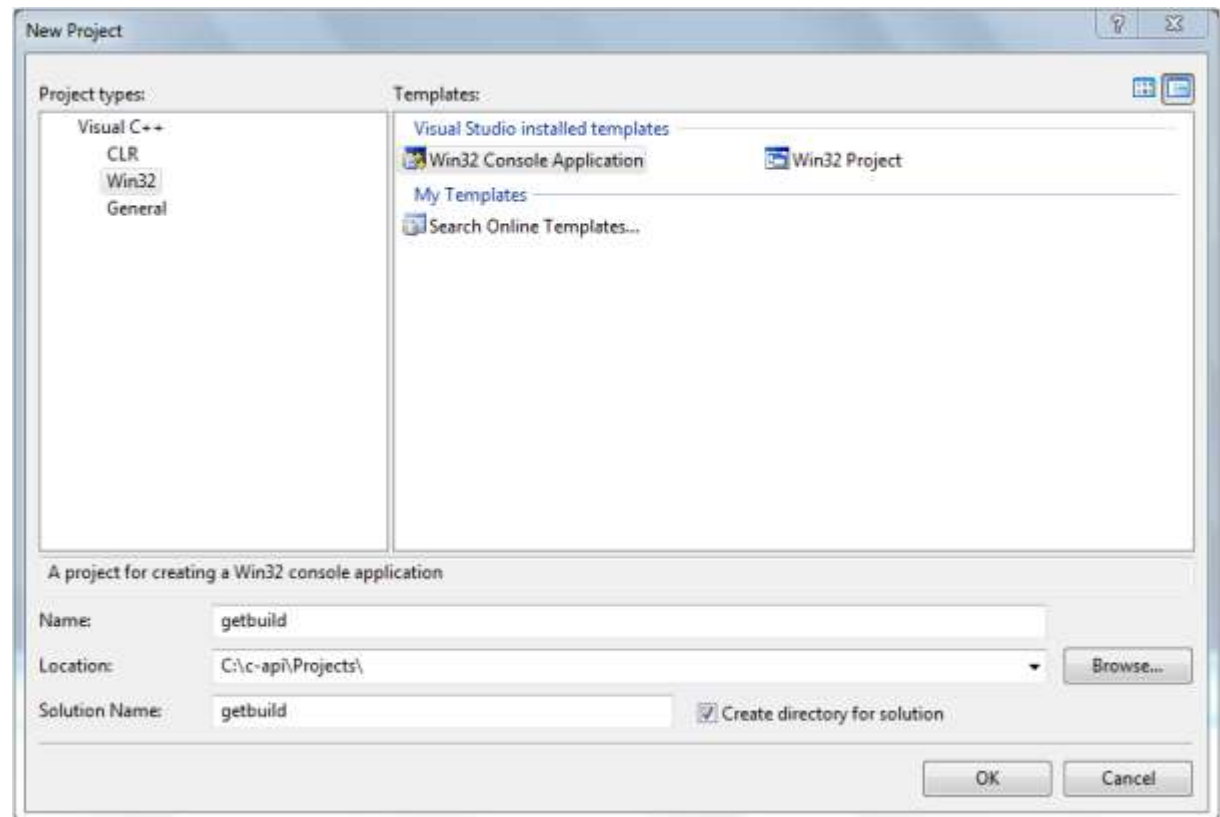 New Project
Project types:
Templates:
Visual C++
CLR
Win32
General
Visual Studio installed templates
Win32 Console Application
Win32 Project
My Templates
Search Online Templates...
A project for creating a Win32 console application
Name:
getbuild
Location:
C:\c-api\Projects\
Browse...
Solution Name:
getbuild
Create directory for solution
OK
Cancel